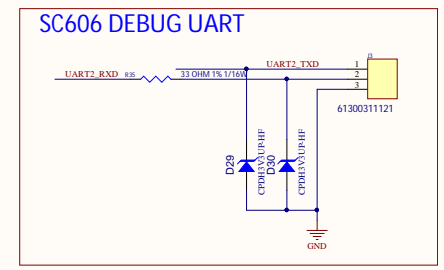 SC606 DEBUG UART
UART2_TXD
UART2_RXD R35 33 OHM 1% 1/16W
J3
1
2
3
61300311121
D29
CPDH3V3UP-HF
D30
CPDH3V3UP-HF
GND